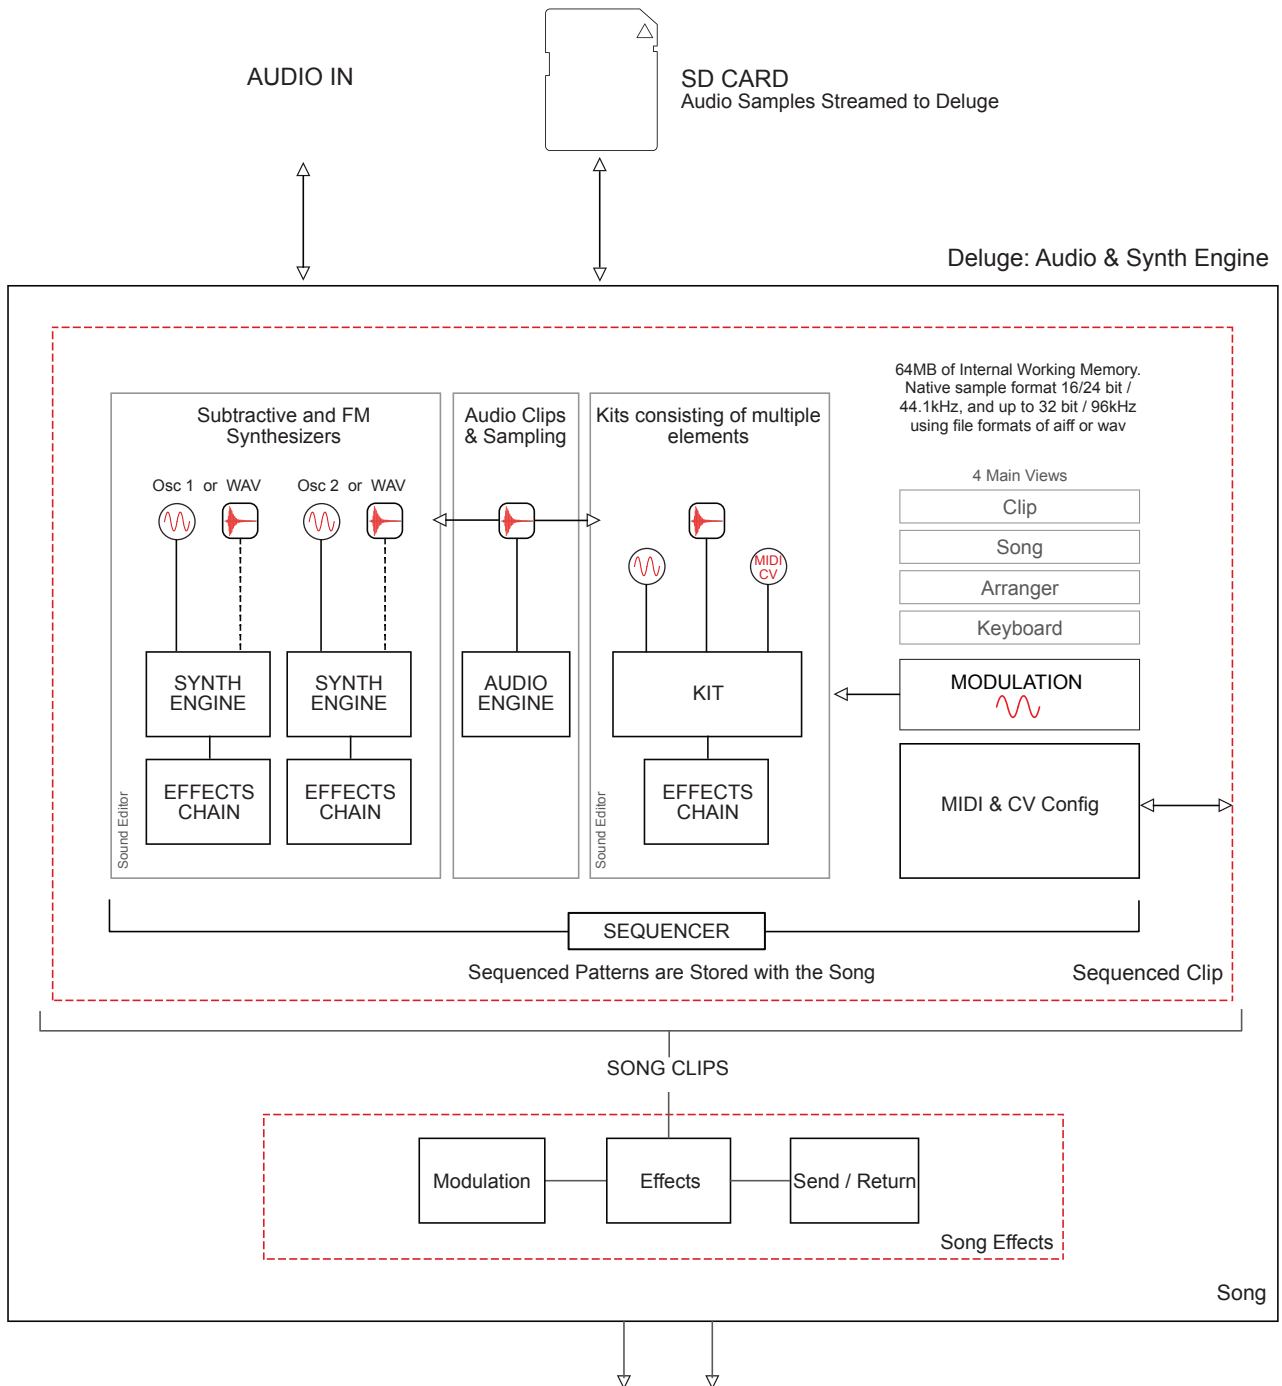 AUDIO IN
SD CARD
Audio Samples Streamed to Deluge
Deluge: Audio & Synth Engine
Subtractive and FM
Synthesizers
Osc 1 or WAV
Osc 2 or WAV
SYNTH
ENGINE
SYNTH
ENGINE
EFFECTS
CHAIN
EFFECTS
CHAIN
Sound Editor
Audio Clips
& Sampling
AUDIO
ENGINE
Kits consisting of multiple
elements
MIDI
CV
KIT
EFFECTS
CHAIN
Sound Editor
64MB of Internal Working Memory.
Native sample format 16/24 bit /
44.1kHz, and up to 32 bit / 96kHz
using file formats of aiff or wav
4 Main Views
Clip
Song
Arranger
Keyboard
MODULATION
MIDI & CV Config
SEQUENCER
Sequenced Patterns are Stored with the Song
Sequenced Clip
SONG CLIPS
Modulation
Effects
Send / Return
Song Effects
Song